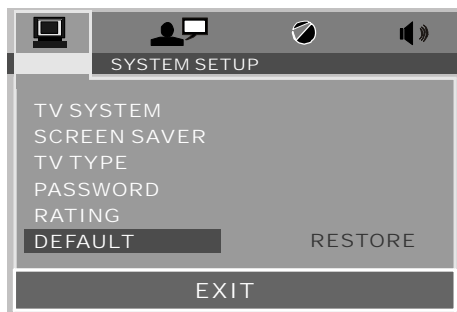 SYSTEM SETUP
TV SYSTEM
SCREEN SAVER
TV TYPE
PASSWORD
RATING
DEFAULT RESTORE
EXIT